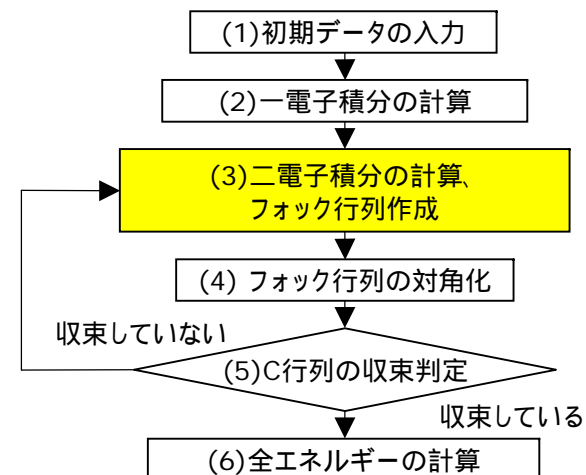 (1)初期データの入力
(2)一電子積分の計算
(3)二電子積分の計算、
フォック行列作成
(4) フォック行列の対角化
収束していない
(5)C行列の収束判定
収束している
(6)全エネルギーの計算